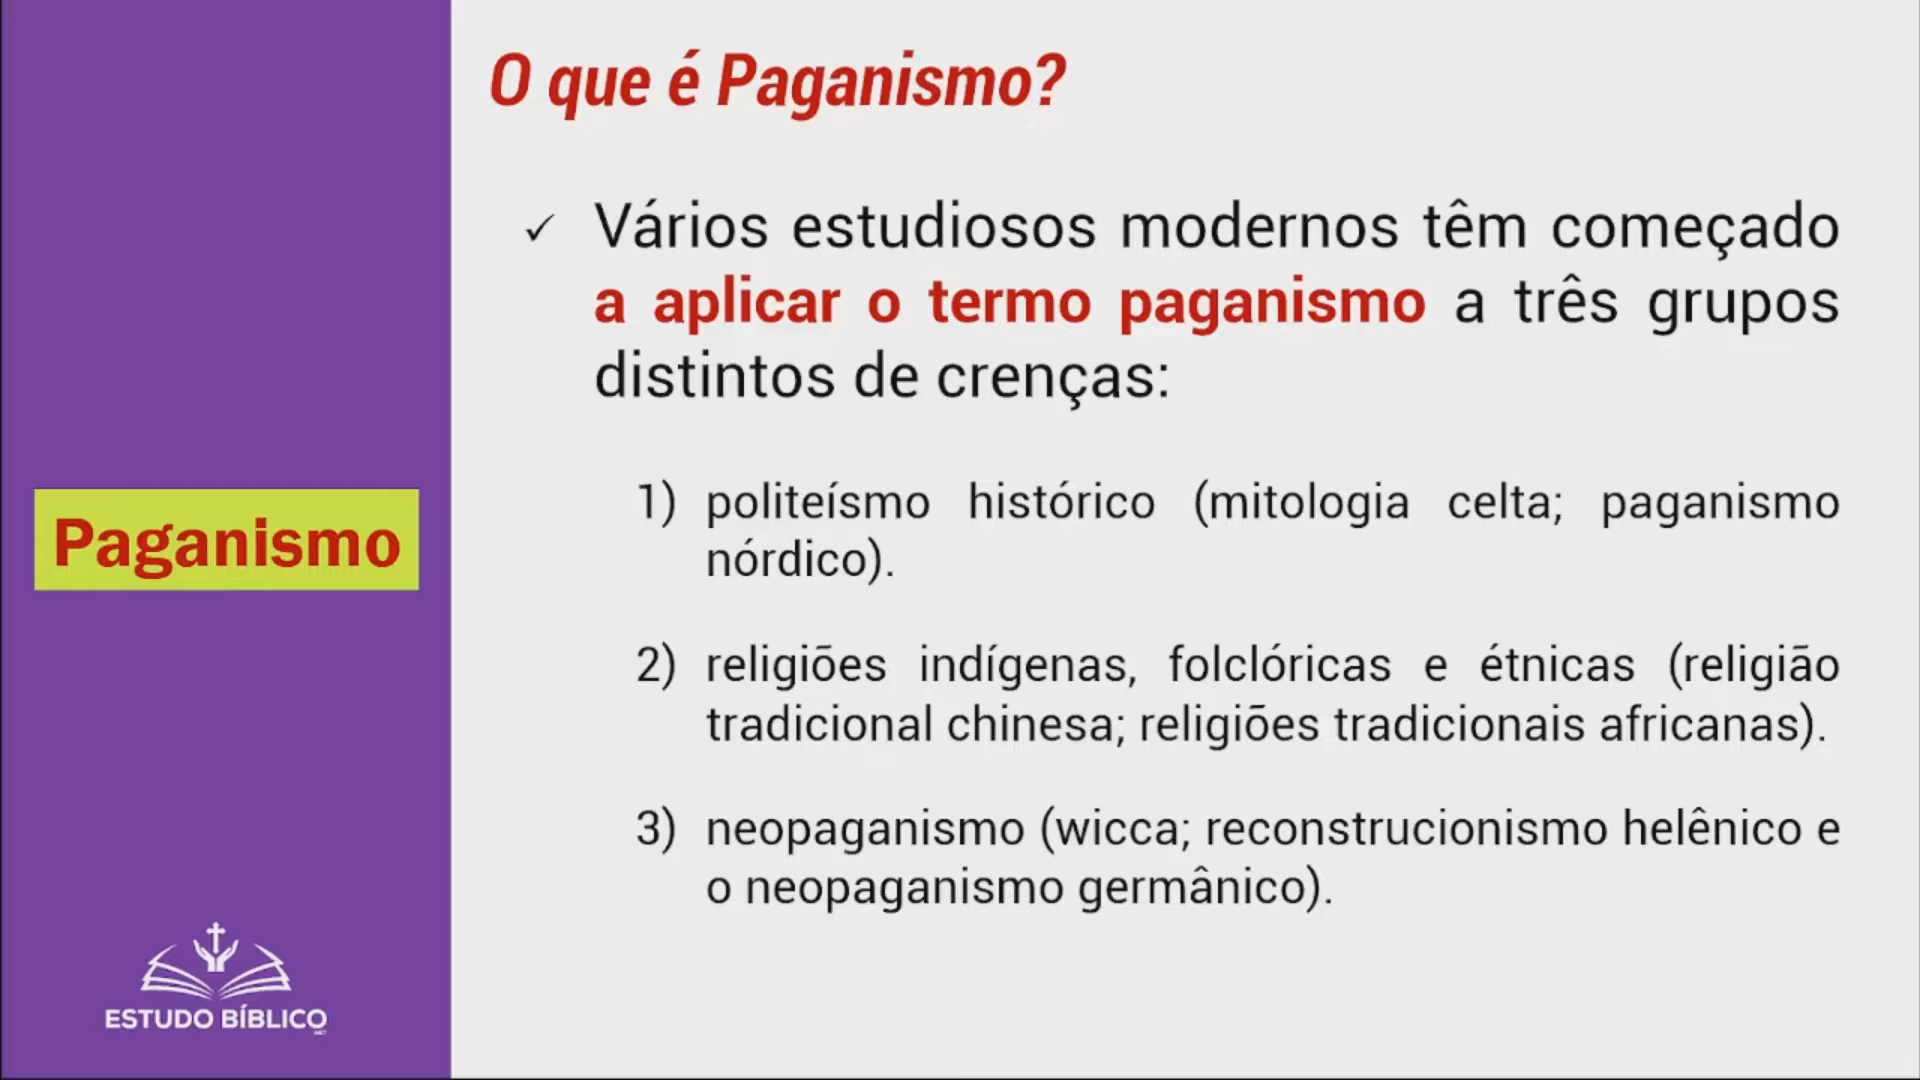 O que é Paganismo?
✓ Vários estudiosos modernos têm começado
a aplicar o termo paganismo a três grupos
distintos de crenças:
1) politeísmo histórico (mitologia celta; paganismo
nórdico).
2) religiões indígenas, folclóricas e étnicas (religião
tradicional chinesa; religiões tradicionais africanas).
3) neopaganismo (wicca; reconstrucionismo helênico e
o neopaganismo germânico).
Paganismo
ESTUDO BÍBLICO